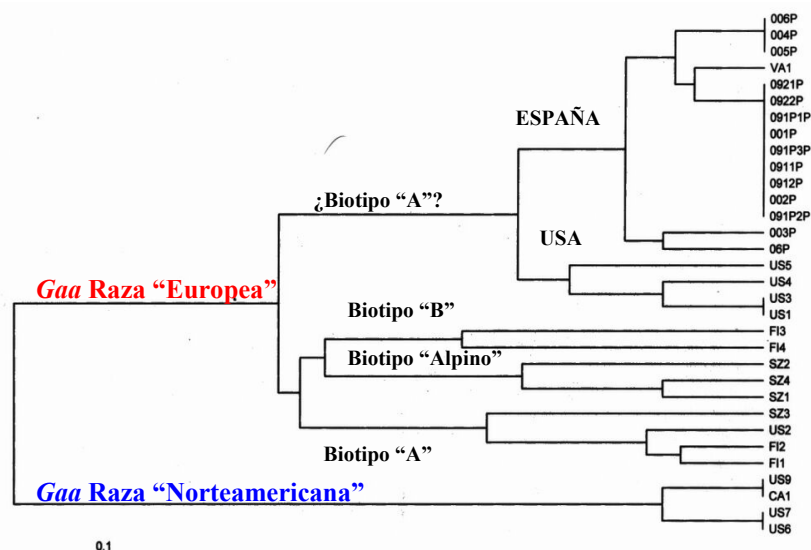 006P
004P
005P
VA1
0921P
0922P
ESPAÑA
091P1P
001P
091P3P
0911P
0912P
¿Biotipo “A”?
002P
091P2P
USA
003P
06P
US5
Gaa Raza “Europea”
US4
Biotipo “B”
US3
US1
FI3
FI4
Biotipo “Alpino”
SZ2
SZ4
SZ1
SZ3
US2
Biotipo “A”
FI2
FI1
Gaa Raza “Norteamericana”
US9
CA1
US7
US6
0.1